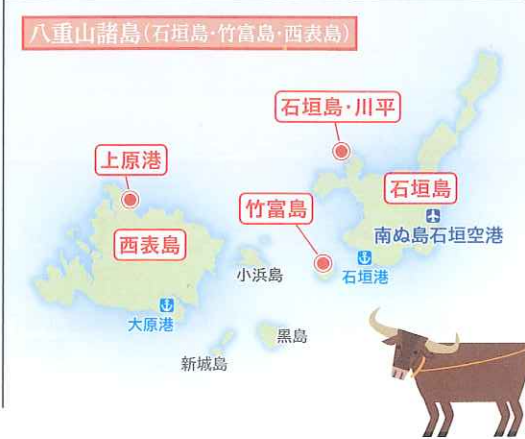 八重山諸島(石垣島·竹富島·西表島)
石垣島·川平
上原港
石垣島
竹富島
南ぬ島石垣空港
西表島
小浜島
石垣港
大原港
黒島
新城島